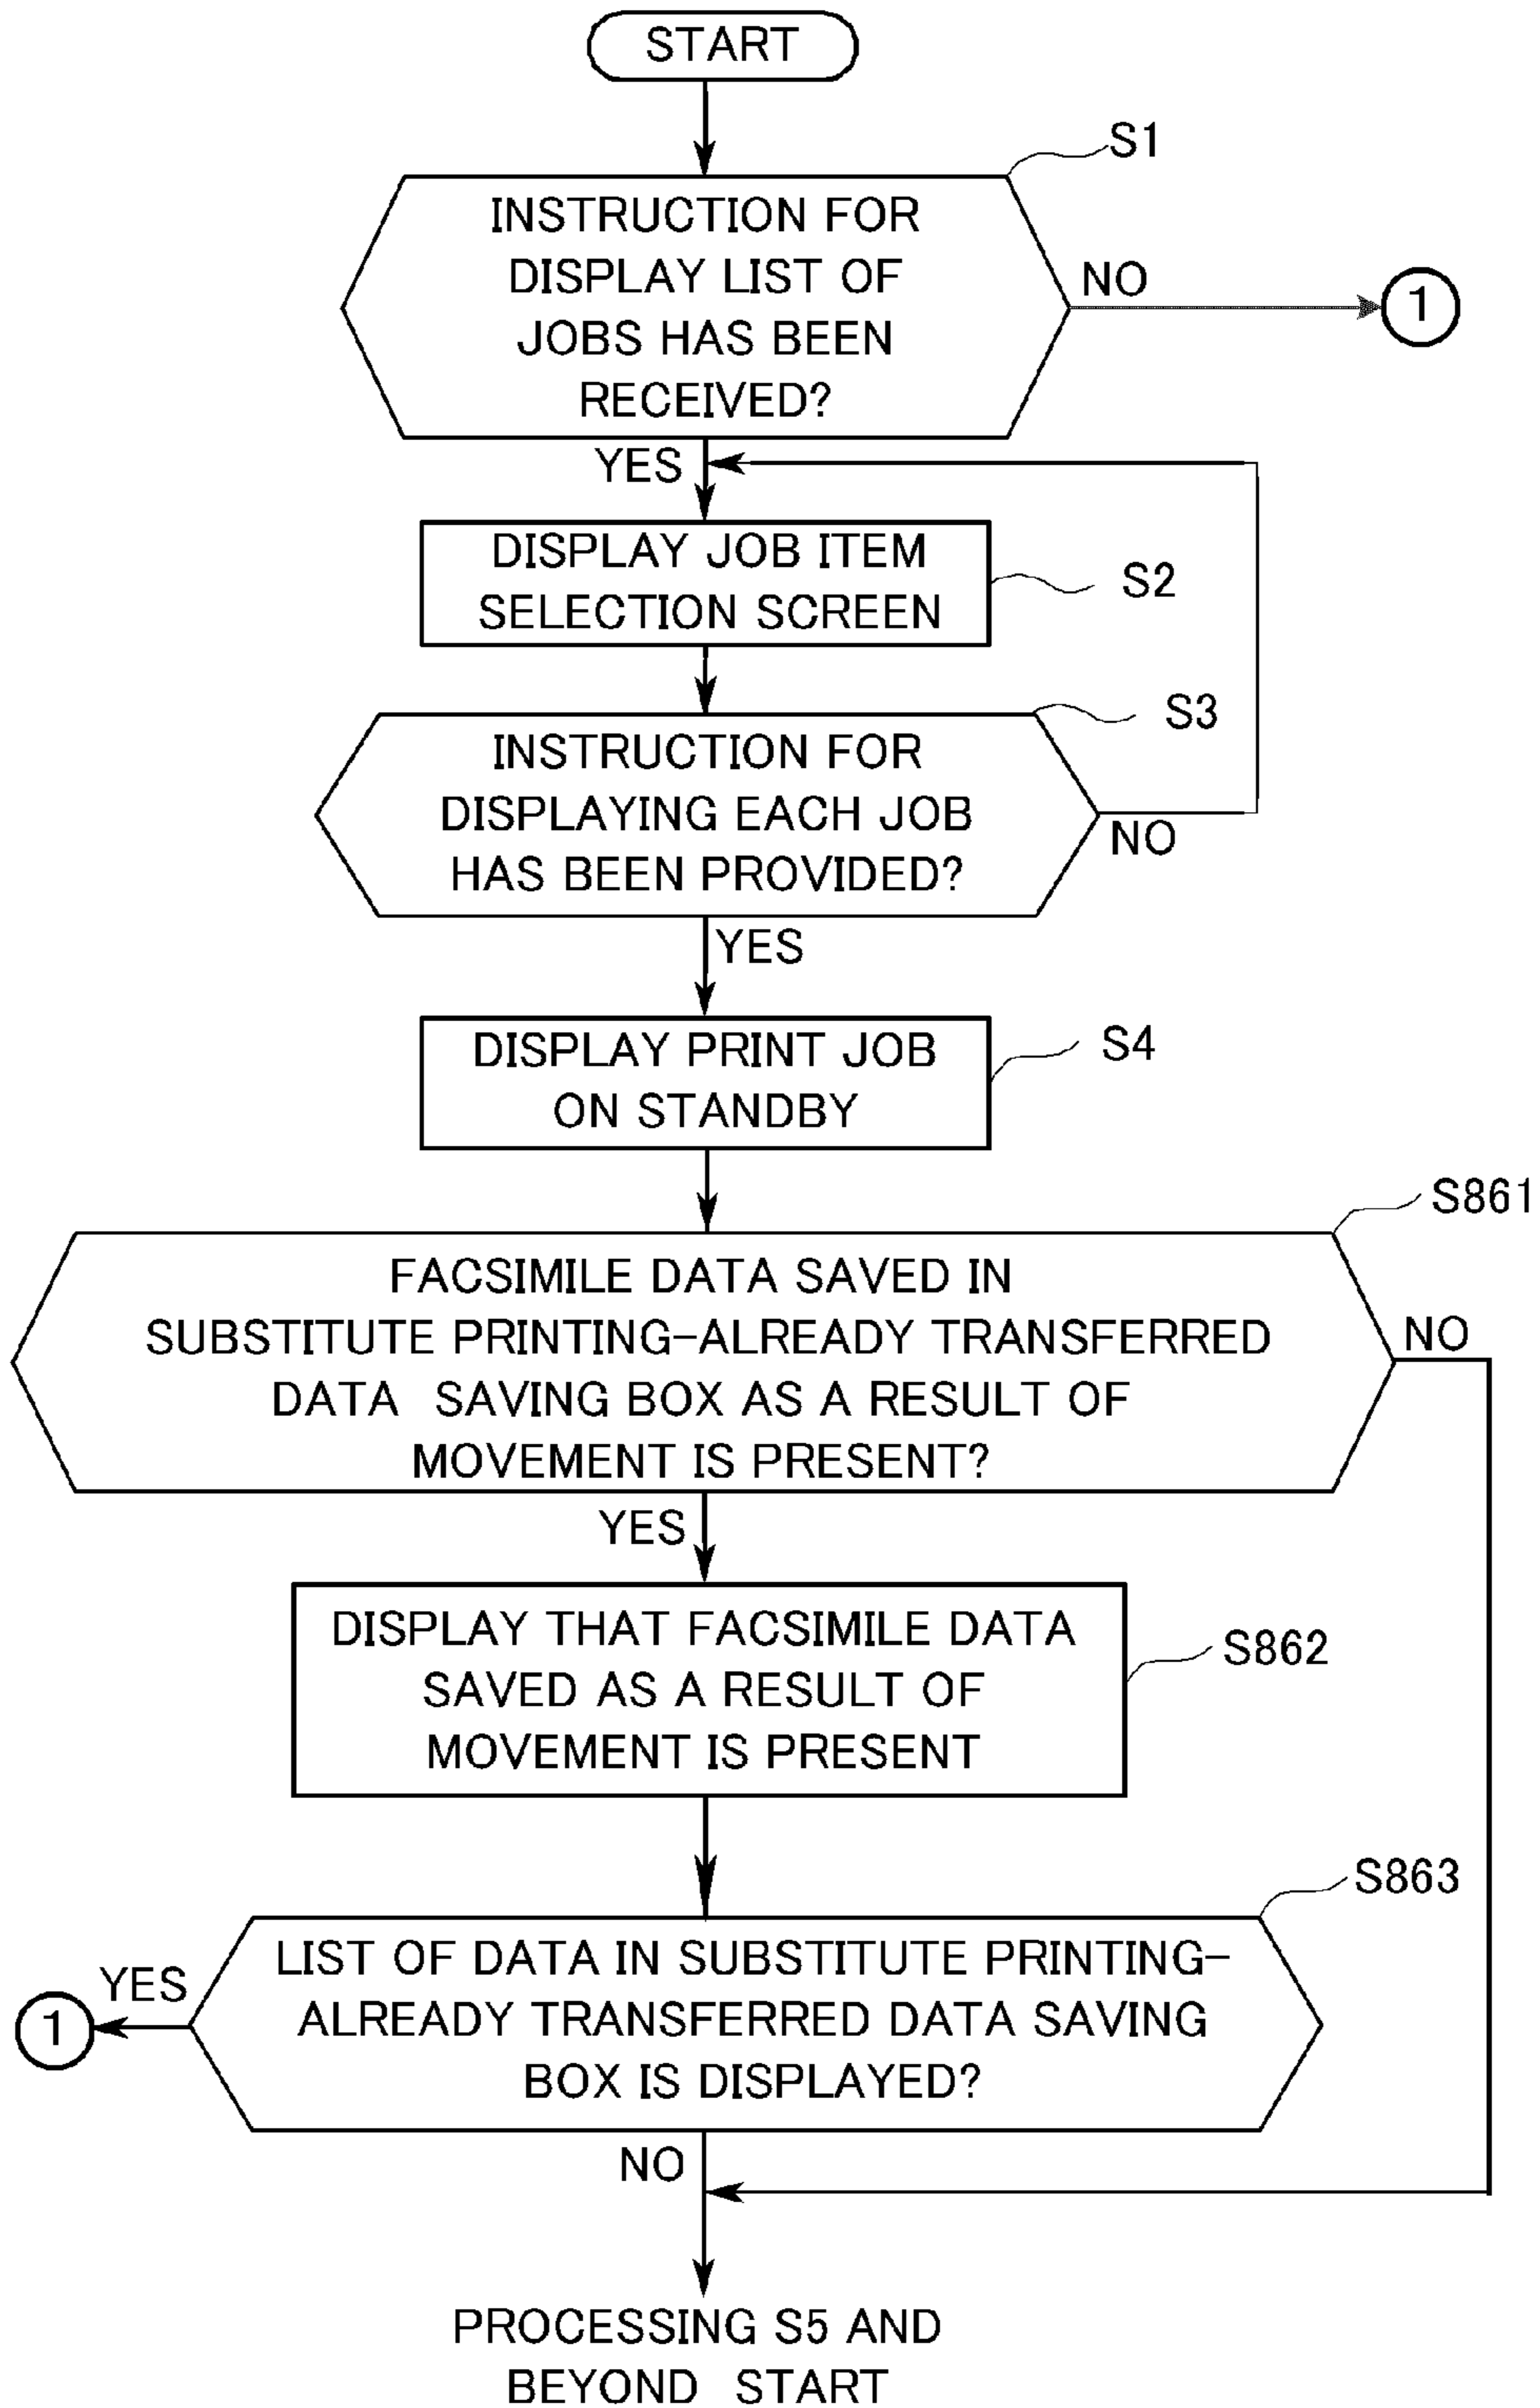 START
S1
INSTRUCTION FOR
DISPLAY LIST OF
JOBS HAS BEEN
RECEIVED?
NO
1
YES
DISPLAY JOB ITEM
SELECTION SCREEN
S2
S3
INSTRUCTION FOR
DISPLAYING EACH JOB
HAS BEEN PROVIDED?
NO
YES
DISPLAY PRINT JOB
ON STANDBY
S4
S861
FACSIMILE DATA SAVED IN
SUBSTITUTE PRINTING-ALREADY TRANSFERRED
DATA SAVING BOX AS A RESULT OF
MOVEMENT IS PRESENT?
NO
YES
DISPLAY THAT FACSIMILE DATA
SAVED AS A RESULT OF
MOVEMENT IS PRESENT
S862
S863
LIST OF DATA IN SUBSTITUTE PRINTING-
ALREADY TRANSFERRED DATA SAVING
BOX IS DISPLAYED?
YES
1
NO
PROCESSING S5 AND
BEYOND START